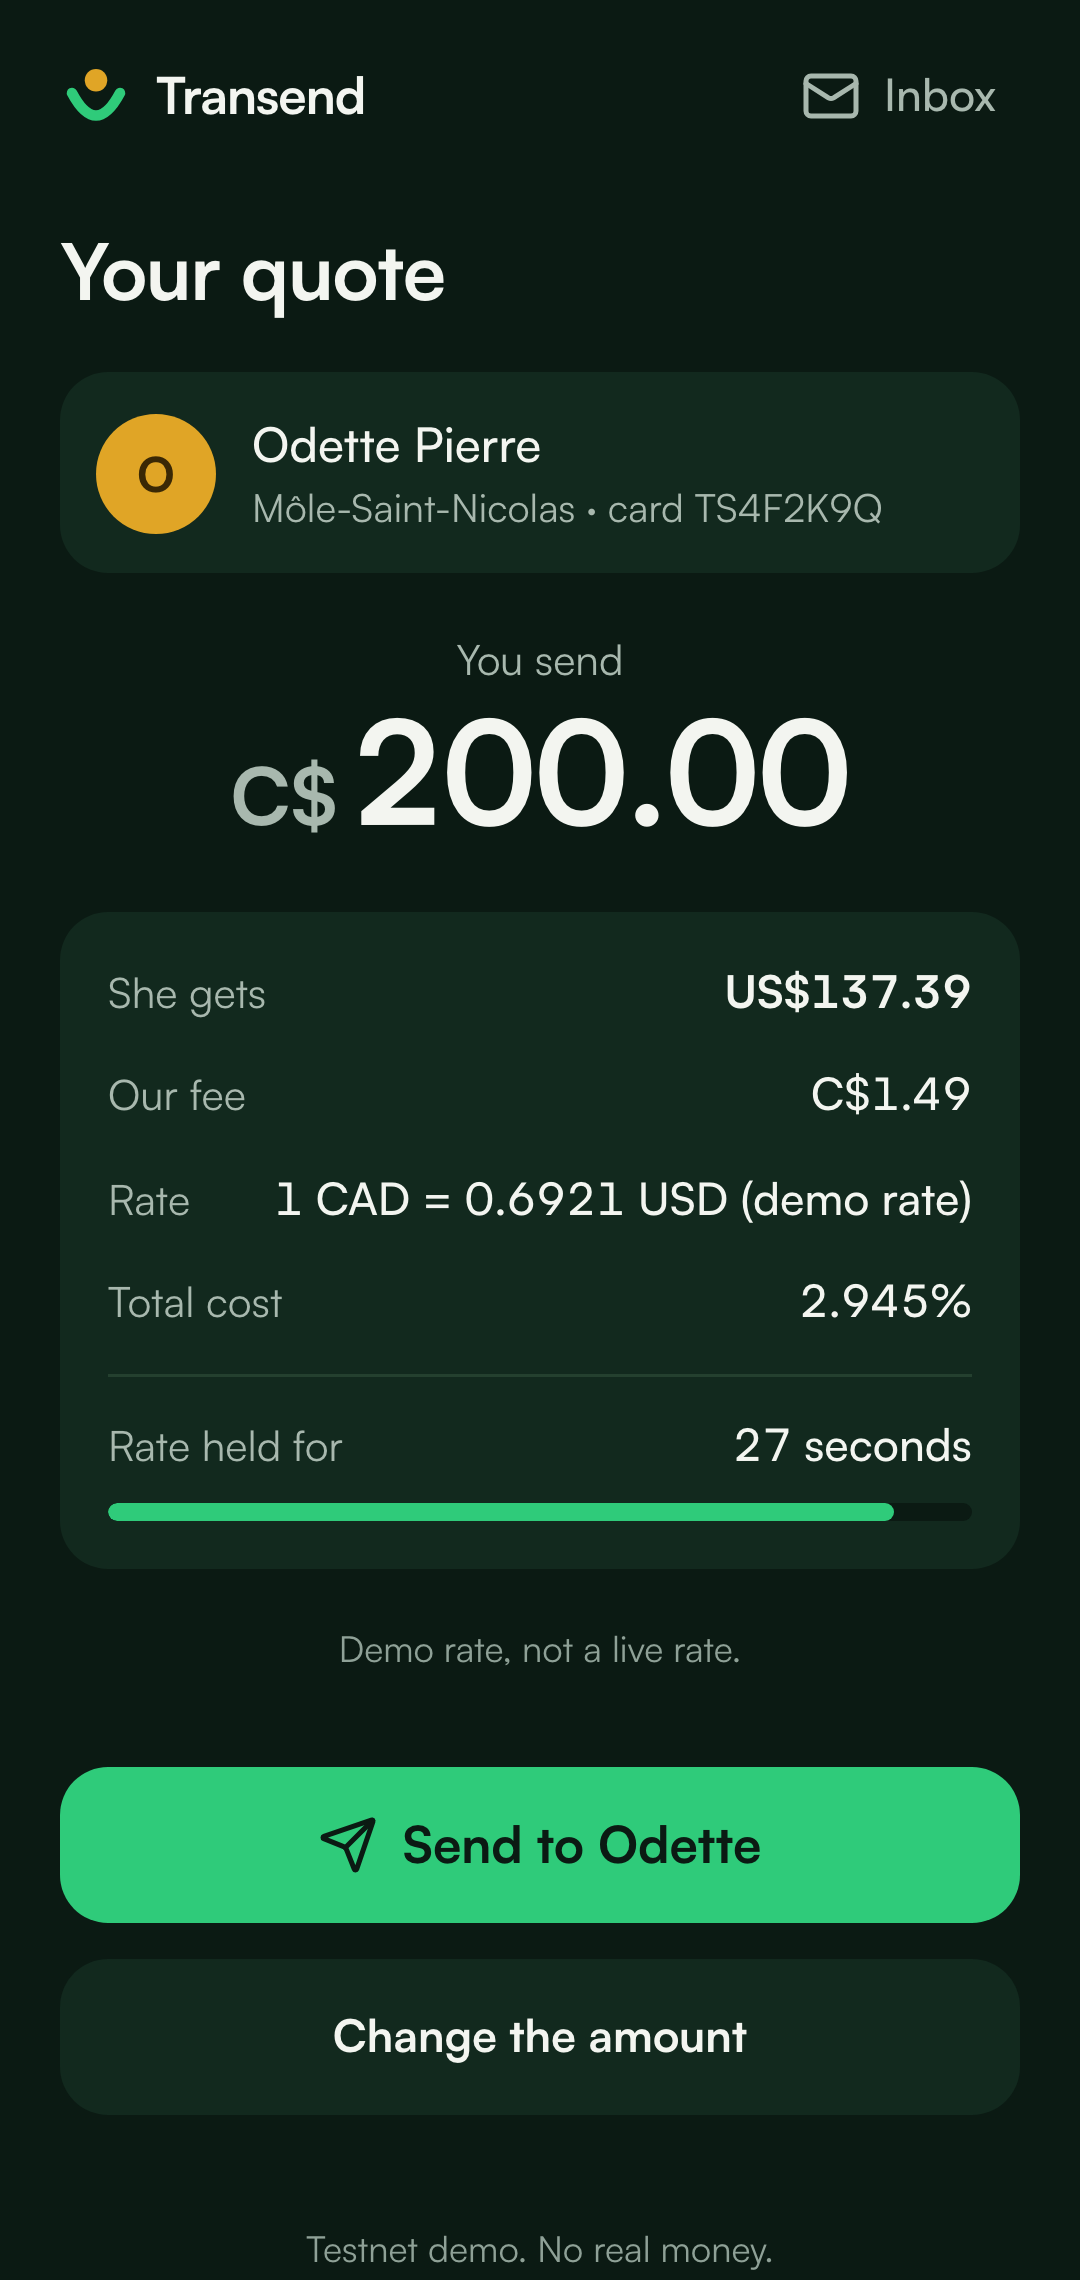 Transend
Inbox
Your quote
O
Odette Pierre
Môle-Saint-Nicolas · card TS4F2K9Q
You send
C$ 200.00
She gets US$137.39
Our fee C$1.49
Rate 1 CAD = 0.6921 USD (demo rate)
Total cost 2.945%
Rate held for 27 seconds
Demo rate, not a live rate.
Send to Odette
Change the amount
Testnet demo. No real money.